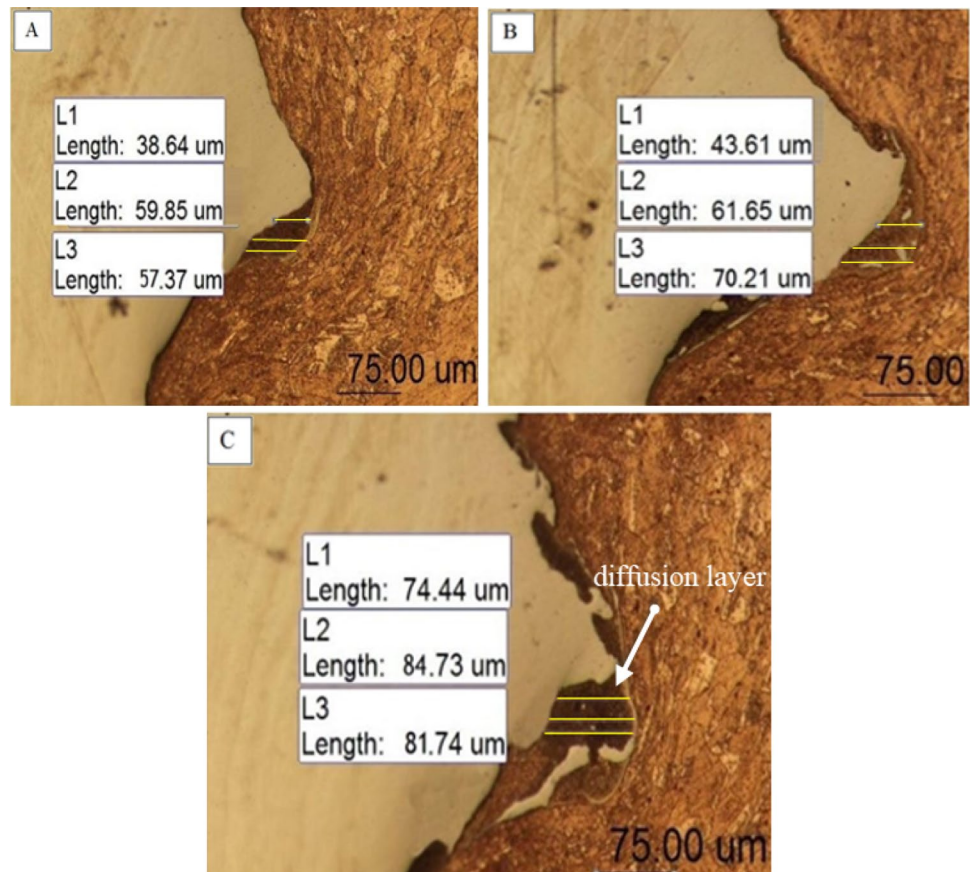 A
L1
Length: 38.64 um
L2
Length: 59.85 um
L3
Length: 57.37 um
75.00 um
B
L1
Length: 43.61 um
L2
Length: 61.65 um
L3
Length: 70.21 um
75.00
C
L1
Length: 74.44 um
L2
Length: 84.73 um
L3
Length: 81.74 um
diffusion layer
75.00 um